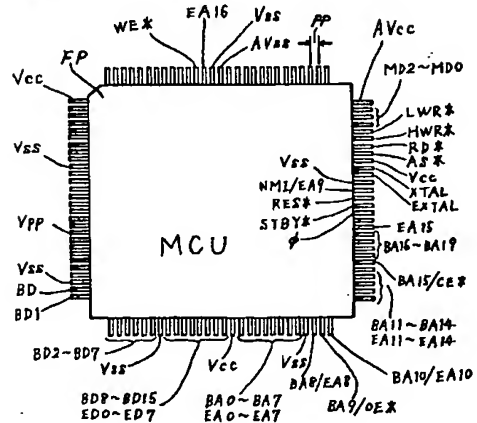 EA16
Vss
PP
WE*
AVss
FP
AVcc
MD2~MD0
Vcc
LWR*
HWR*
RD*
AS*
Vcc
XTAL
EXTAL
Vss
Vss
NMI/EA9
RES*
STBY*
φ
VPP
MCU
EA15
BA16~BA19
Vss
BD
BD1
BA15/CE*
BA11~BA14
EA11~EA14
BD2~BD7
Vss
Vcc
Vss
BA8/EA8
BA10/EA10
BD8~BD15
ED0~ED7
BA0~BA7
EA0~EA7
BA9/OE*